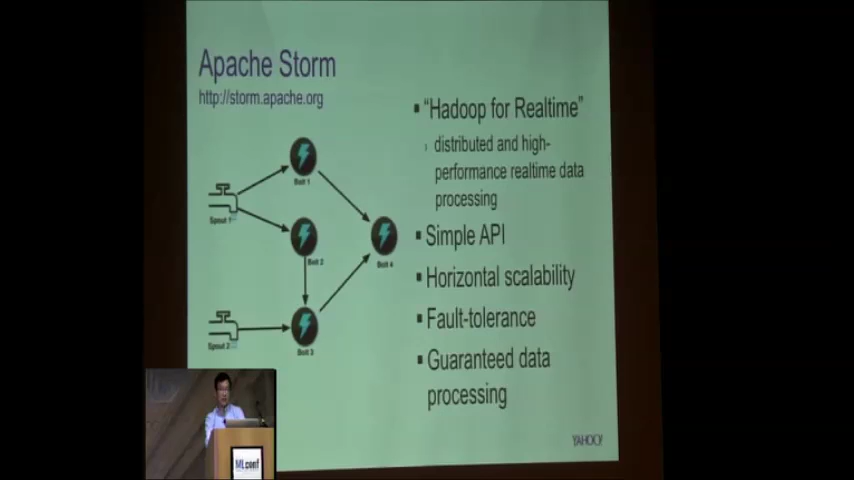 Apache Storm
http://storm.apache.org
"Hadoop for Realtime"
distributed and high-
performance realtime data
processing
Simple API
Horizontal scalability
Fault-tolerance
Guaranteed data
processing
Bolt 1
Spout 1
Bolt 2
Bolt 4
Spout 2
Bolt 3
YAHOO!
MLconf